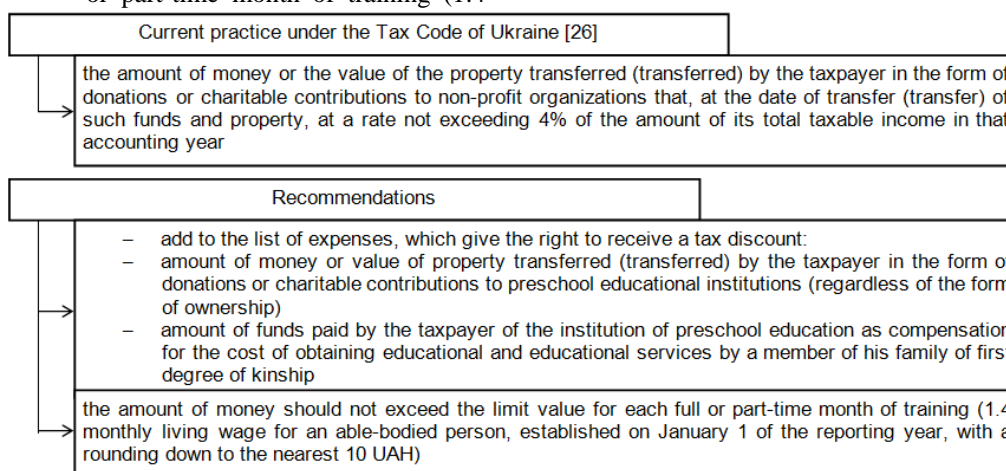 or part-time month of training (1.4
Current practice under the Tax Code of Ukraine [26]
the amount of money or the value of the property transferred (transferred) by the taxpayer in the form of
donations or charitable contributions to non-profit organizations that, at the date of transfer (transfer) of
such funds and property, at a rate not exceeding 4% of the amount of its total taxable income in that
accounting year
Recommendations
– add to the list of expenses, which give the right to receive a tax discount:
– amount of money or value of property transferred (transferred) by the taxpayer in the form of
donations or charitable contributions to preschool educational institutions (regardless of the form
of ownership)
– amount of funds paid by the taxpayer of the institution of preschool education as compensation
for the cost of obtaining educational and educational services by a member of his family of first
degree of kinship
the amount of money should not exceed the limit value for each full or part-time month of training (1.4
monthly living wage for an able-bodied person, established on January 1 of the reporting year, with a
rounding down to the nearest 10 UAH)